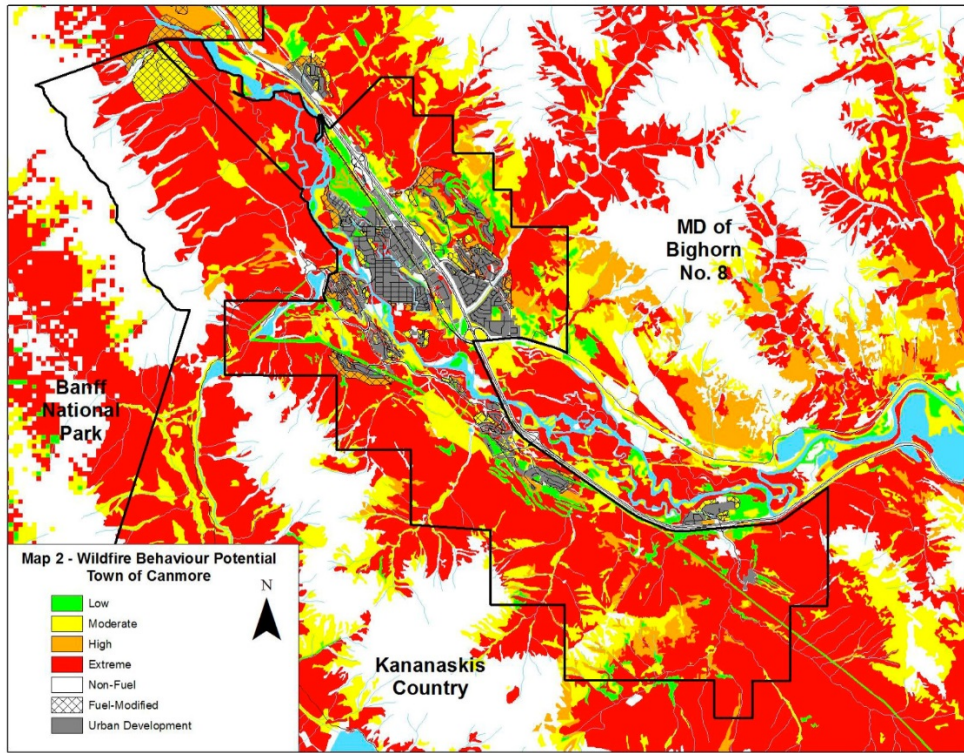 MD of
Bighorn
No. 8
Banff
National
Park
Map 2 - Wildfire Behaviour Potential
Town of Canmore
N
Low
Moderate
High
Extreme
Non-Fuel
Fuel-Modified
Urban Development
Kananaskis
Country